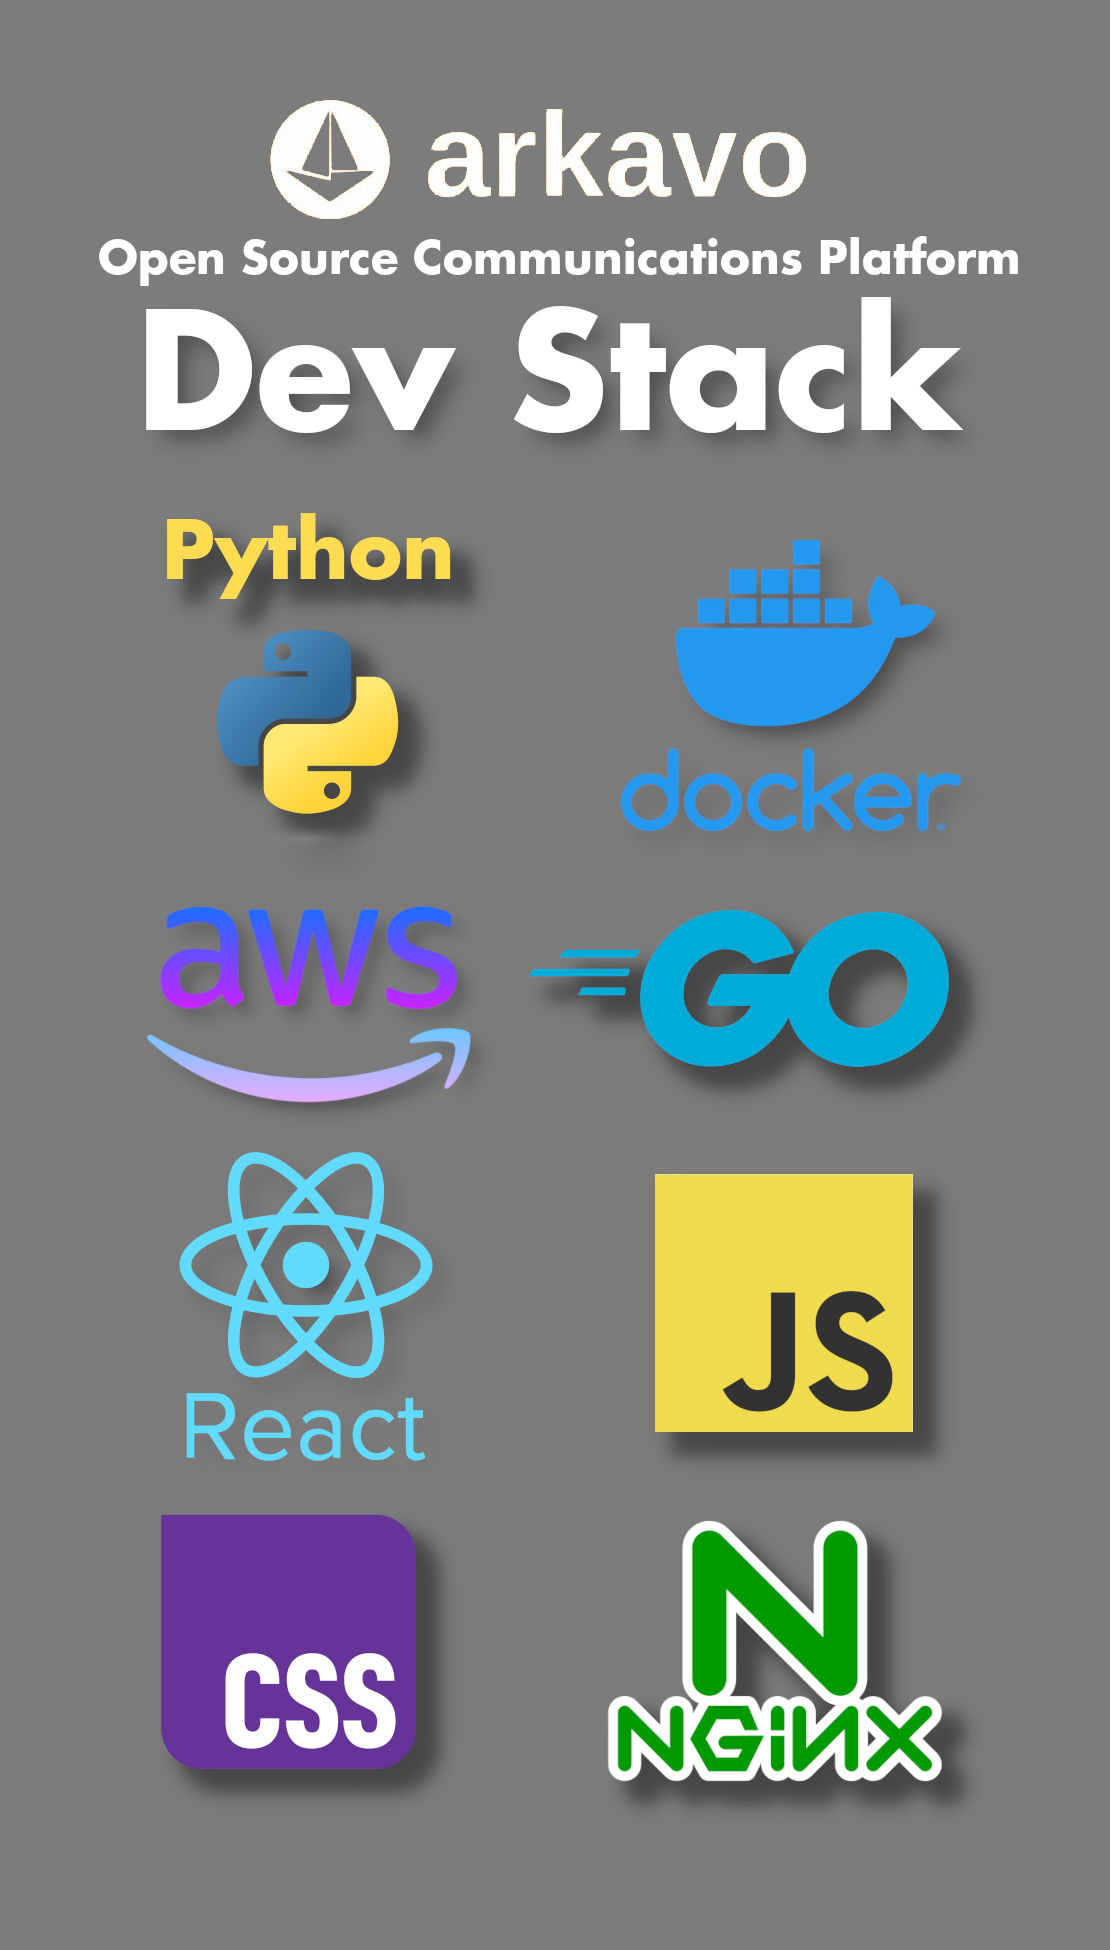 arkavo
Open Source Communications Platform
Dev Stack
Python
docker
aws
GO
React
JS
CSS
N
NGiNX